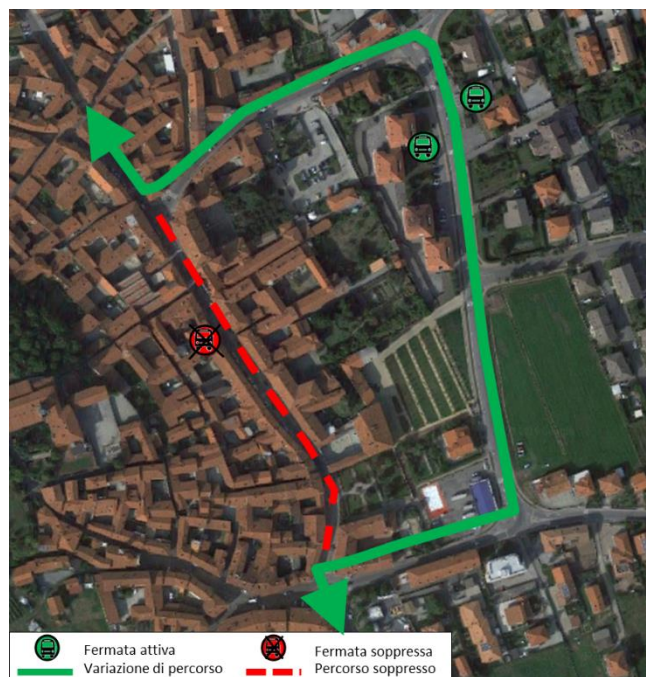 Fermata attiva
Fermata soppressa
Variazione di percorso
Percorso soppresso